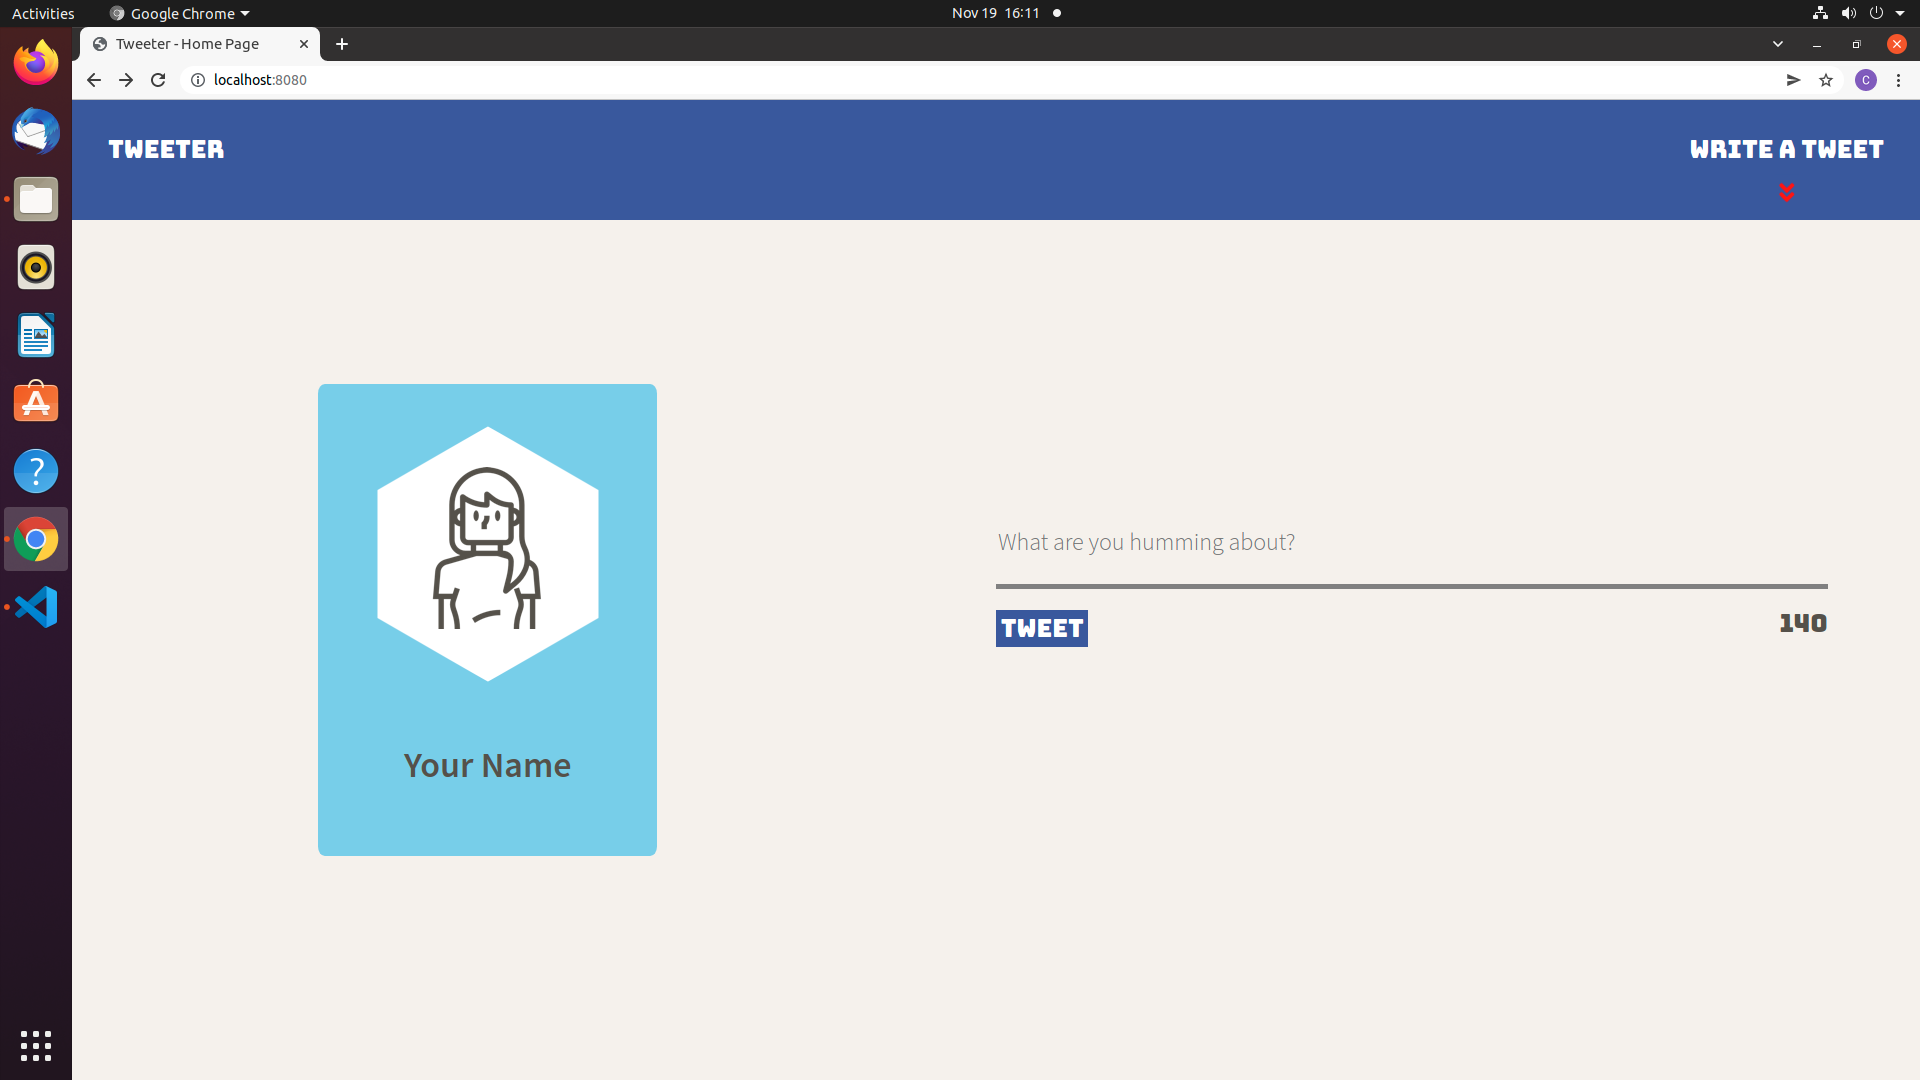 Activities
Google Chrome
Nov 19 16:11
Tweeter - Home Page
localhost:8080
C
TWEETER
WRITE A TWEET
Your Name
What are you humming about?
TWEET
140